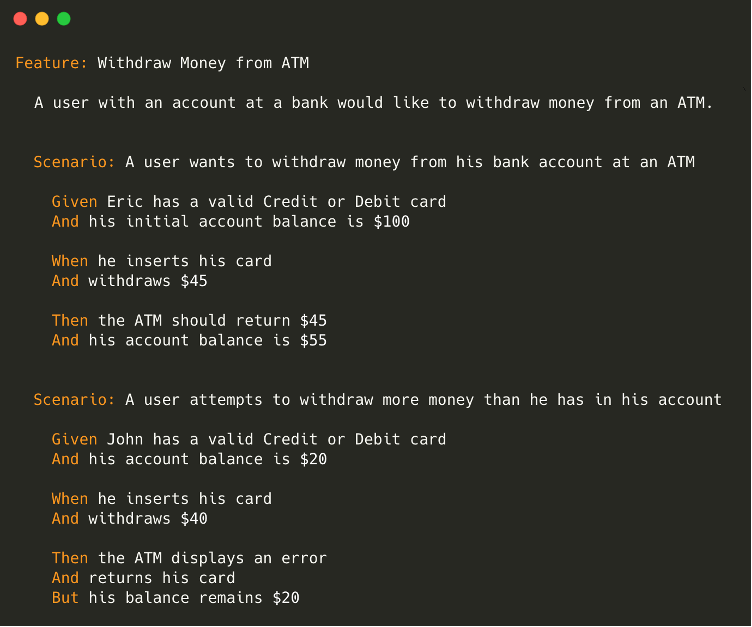 Feature: Withdraw Money from ATM
A user with an account at a bank would like to withdraw money from an ATM.
Scenario: A user wants to withdraw money from his bank account at an ATM
Given Eric has a valid Credit or Debit card
And his initial account balance is $100
When he inserts his card
And withdraws $45
Then the ATM should return $45
And his account balance is $55
Scenario: A user attempts to withdraw more money than he has in his account
Given John has a valid Credit or Debit card
And his account balance is $20
When he inserts his card
And withdraws $40
Then the ATM displays an error
And returns his card
But his balance remains $20